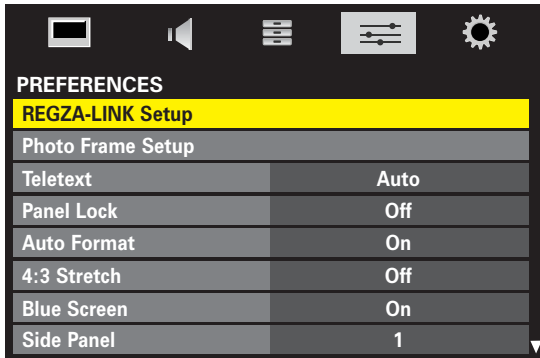 PREFERENCES
REGZA-LINK Setup
Photo Frame Setup
Teletext Auto
Panel Lock Off
Auto Format On
4:3 Stretch Off
Blue Screen On
Side Panel 1